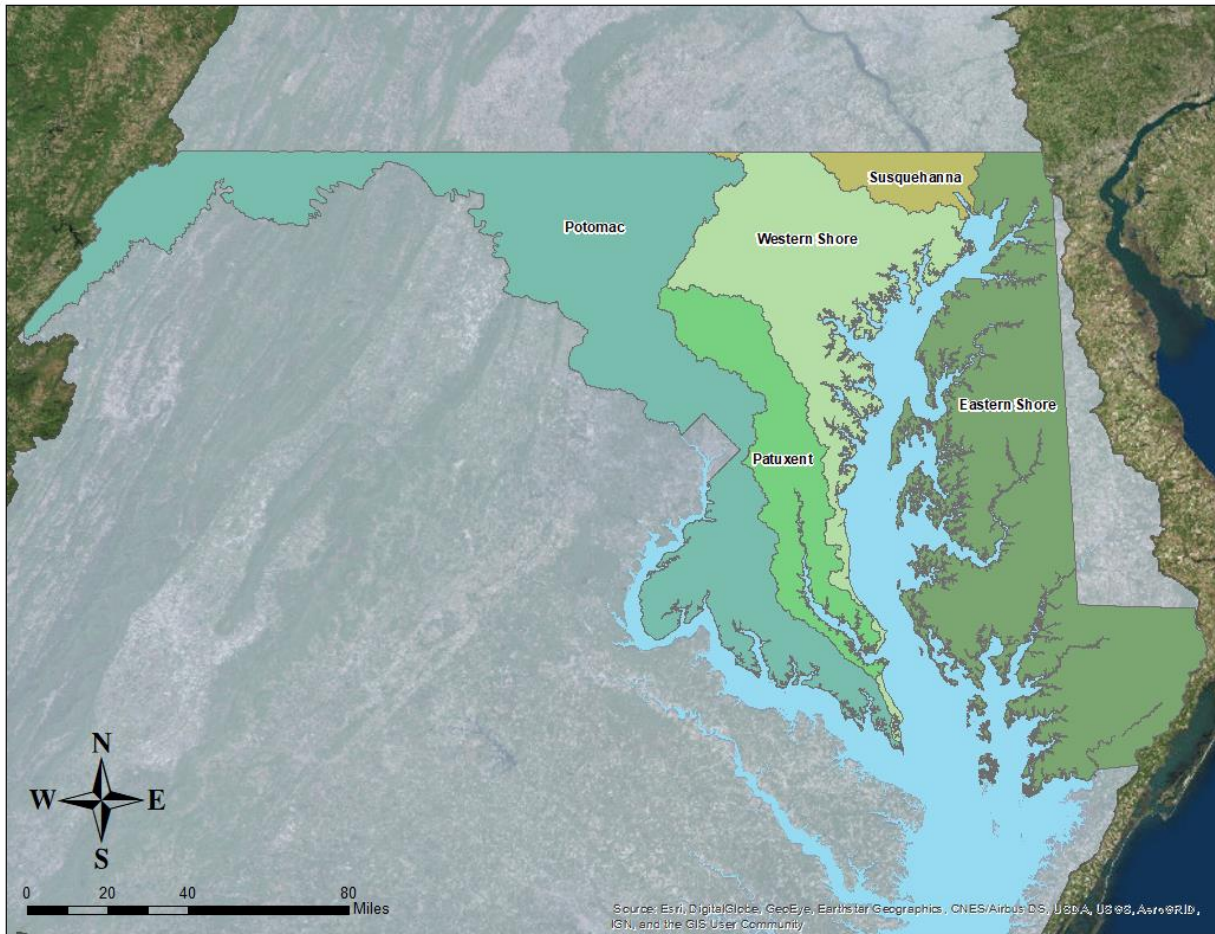 Susquehanna
Potomac
Western Shore
Eastern Shore
Patuxent
N
W E
S
0 20 40 80
Miles
Source: Esri, DigitalGlobe, GeoEye, Earthstar Geographics, CNES/Airbus DS, USDA, USGS, AeroGRID,
IGN, and the GIS User Community